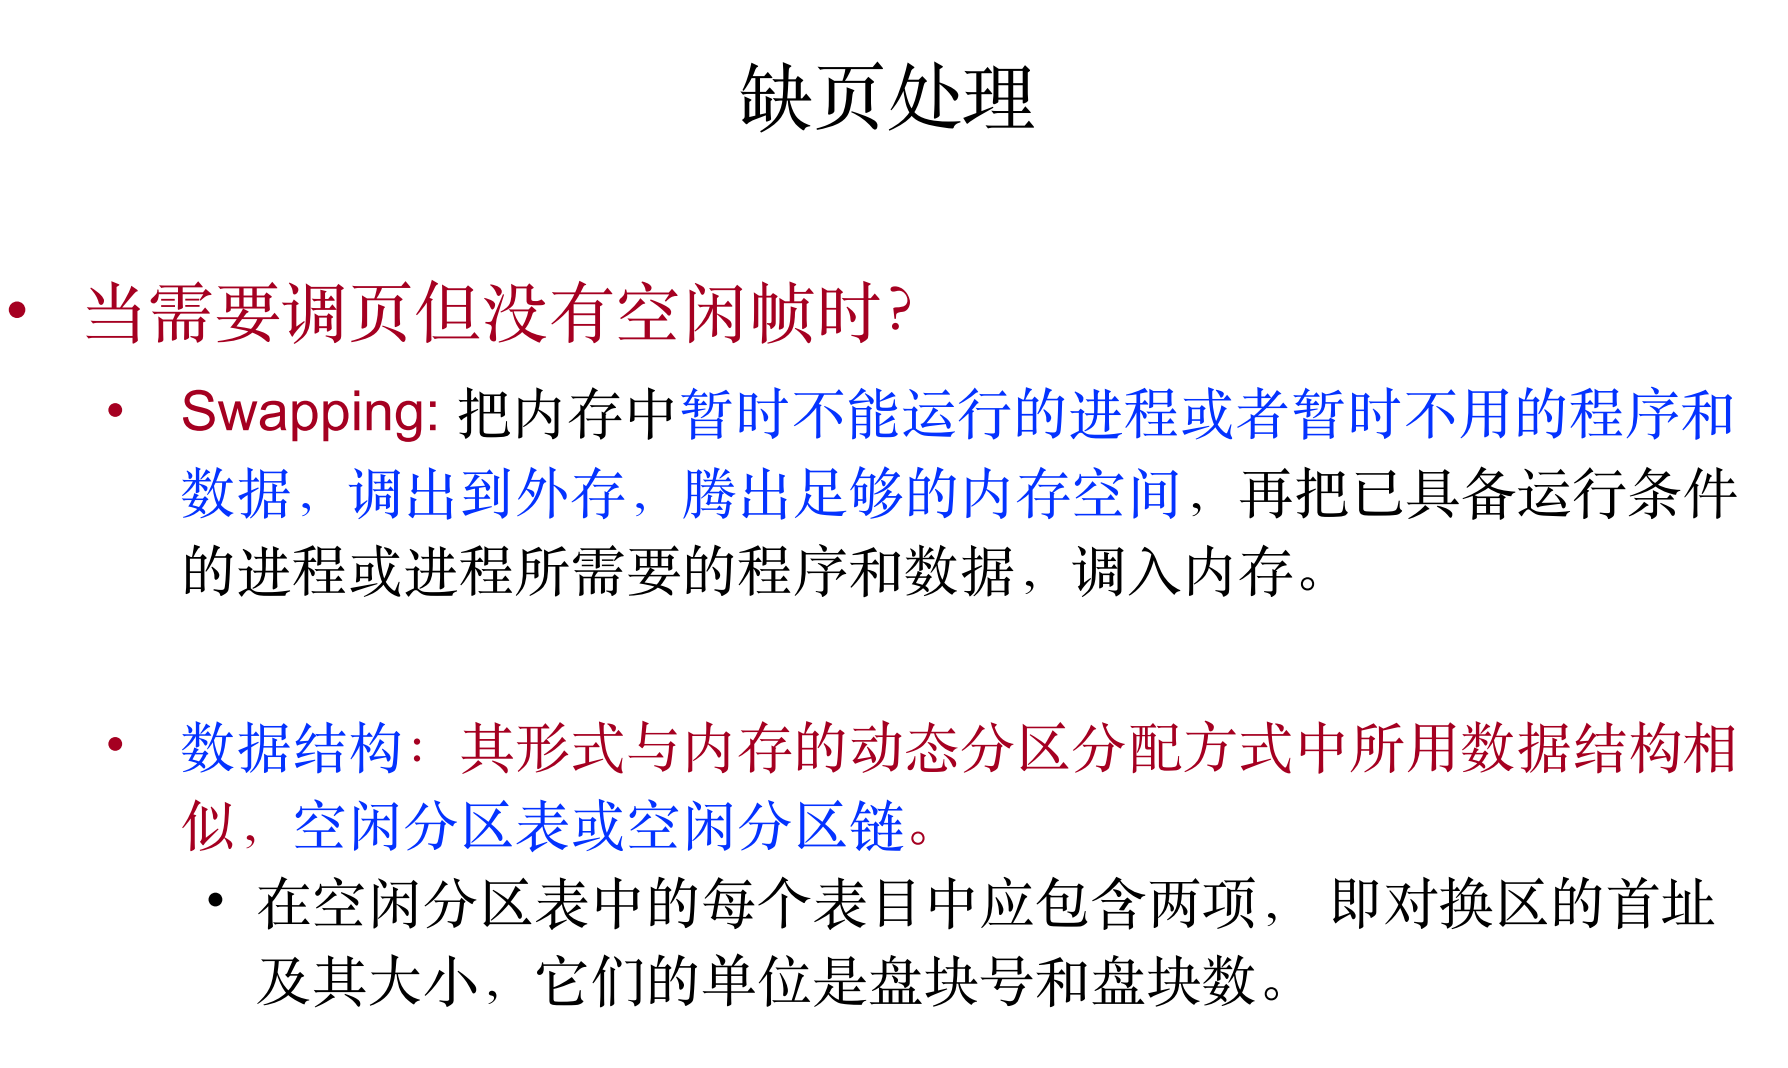 缺页处理
• 当需要调页但没有空闲帧时?
• Swapping: 把内存中暂时不能运行的进程或者暂时不用的程序和
数据，调出到外存，腾出足够的内存空间，再把已具备运行条件
的进程或进程所需要的程序和数据，调入内存。
• 数据结构：其形式与内存的动态分区分配方式中所用数据结构相
似，空闲分区表或空闲分区链。
• 在空闲分区表中的每个表目中应包含两项， 即对换区的首址
及其大小，它们的单位是盘块号和盘块数。